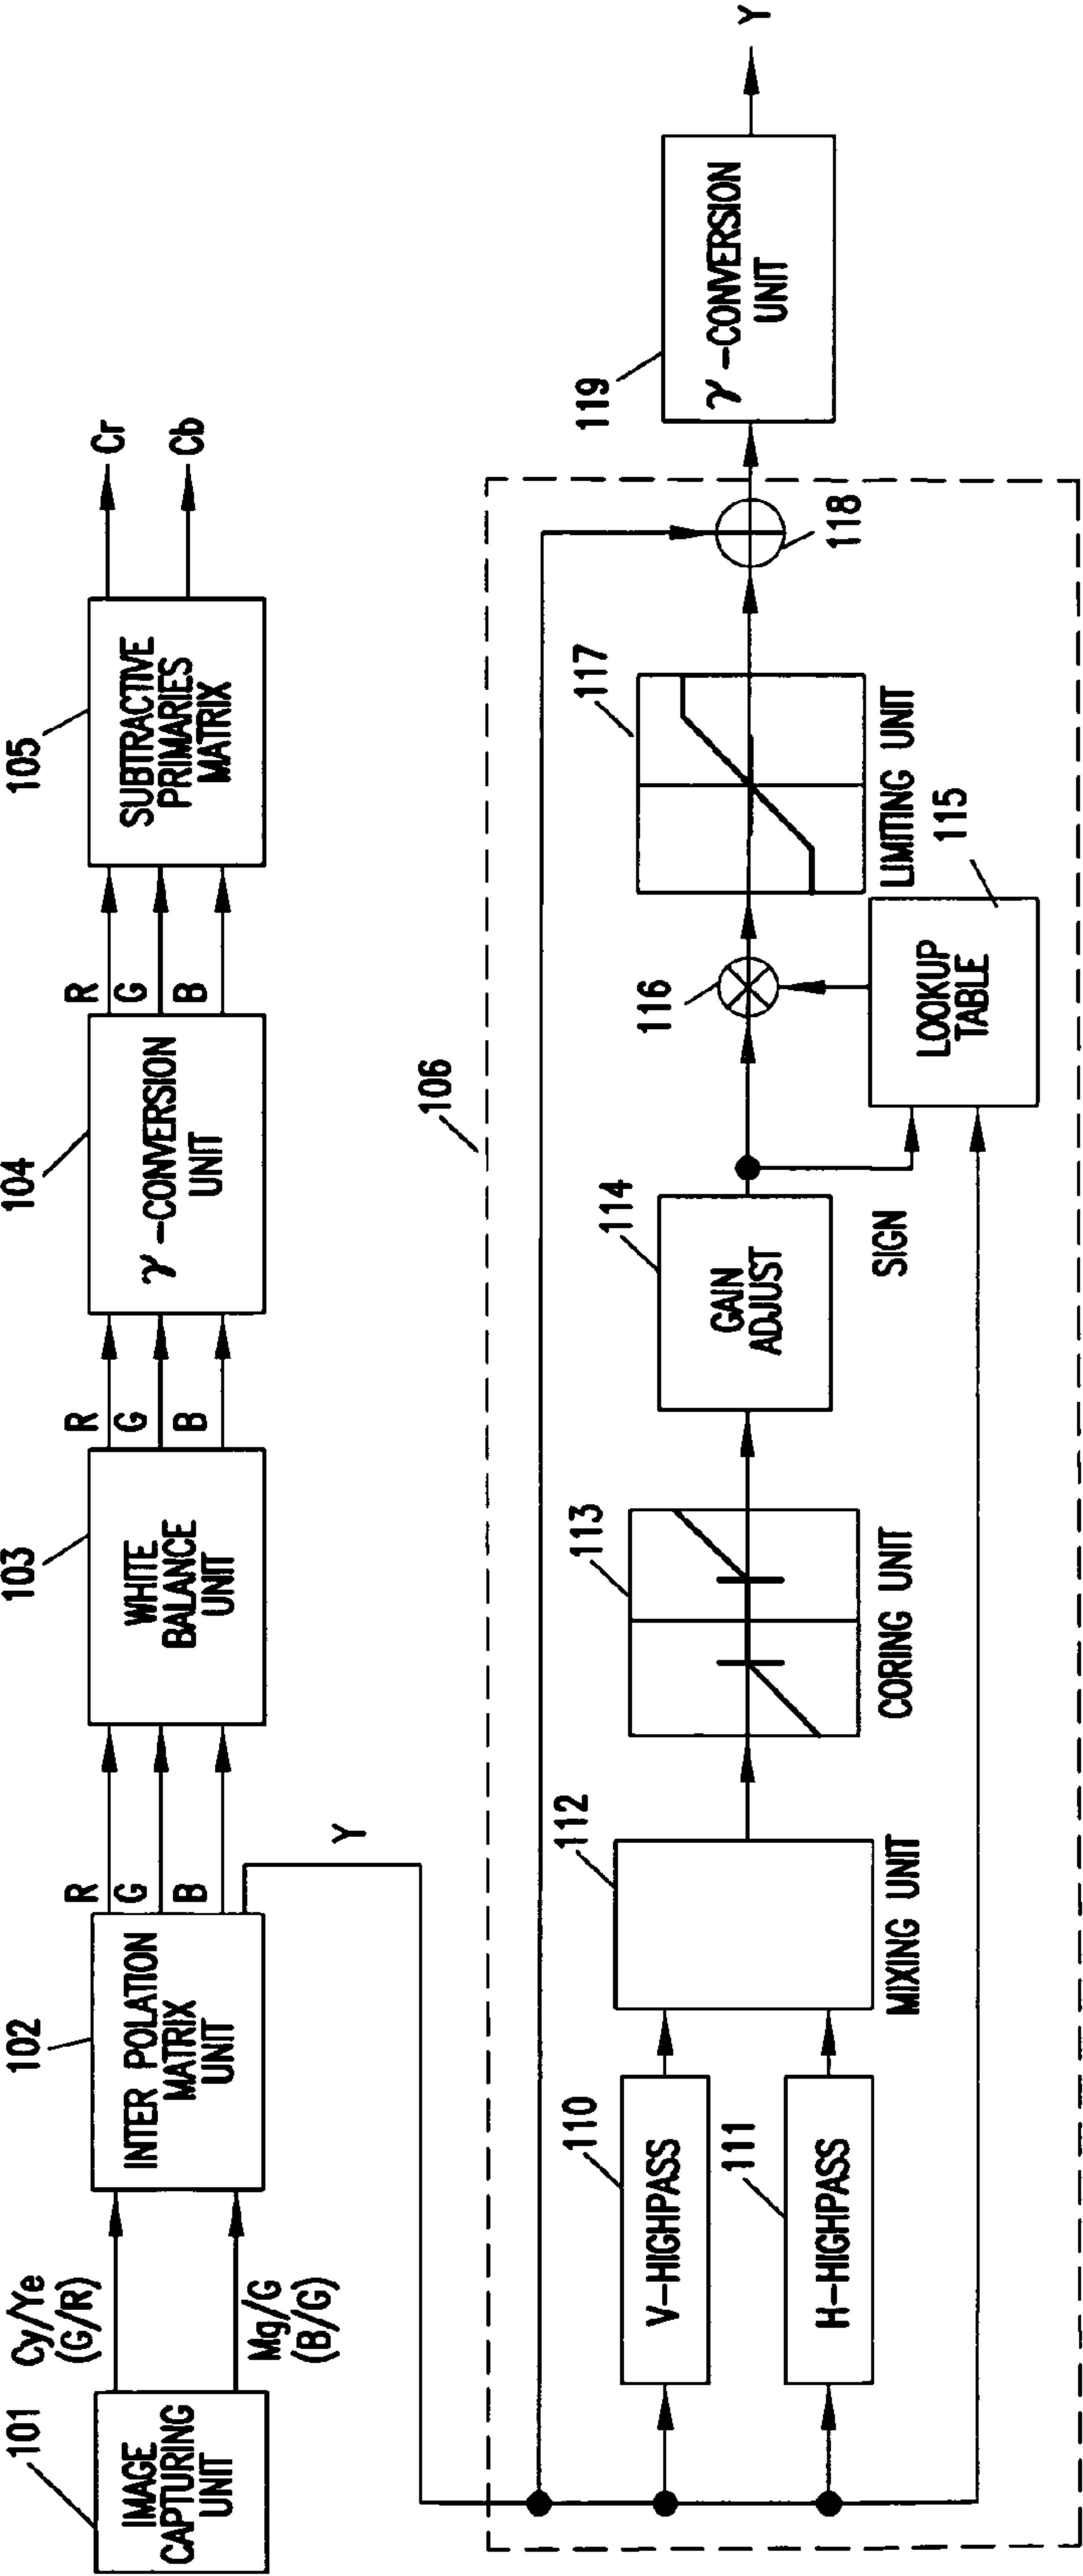 101
IMAGE
CAPTURING
UNIT
Cy/Ye
(G/R)
Mg/G
(B/G)
102
INTER POLATION
MATRIX
UNIT
R
G
B
Y
103
WHITE
BALANCE
UNIT
R
G
B
104
γ-CONVERSION
UNIT
R
G
B
105
SUBTRACTIVE
PRIMARIES
MATRIX
Cr
Cb
106
110
V-HIGHPASS
111
H-HIGHPASS
112
MIXING UNIT
113
CORING UNIT
114
GAIN
ADJUST
SIGN
116
LOOKUP
TABLE
115
117
LIMITING UNIT
118
119
γ-CONVERSION
UNIT
Y